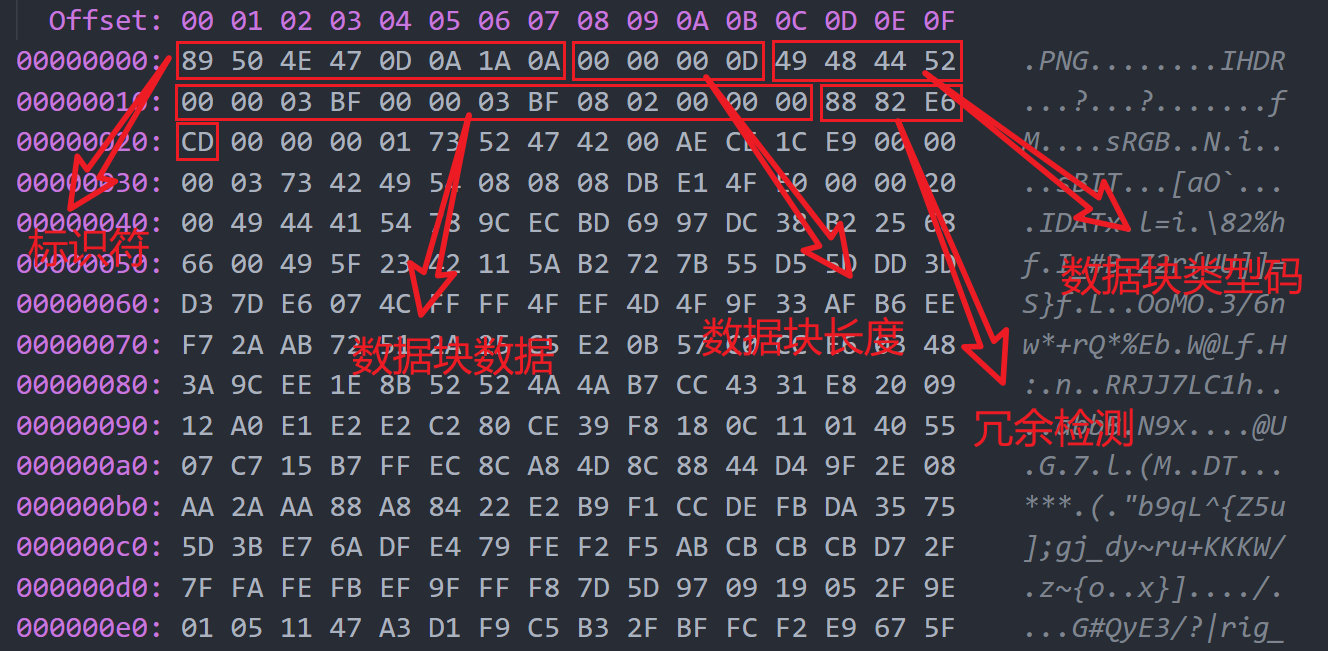 Offset: 00 01 02 03 04 05 06 07 08 09 0A 0B 0C 0D 0E 0F
00000000: 89 50 4E 47 0D 0A 1A 0A 00 00 00 0D 49 48 44 52 .PNG........IHDR
00000010: 00 00 03 BF 00 00 03 BF 08 02 00 00 00 88 82 E6 ...?...?.......ƒ
00000020: CD 00 00 00 01 73 52 47 42 00 AE CE 1C E9 00 00 M....sRGB..N.i..
00000030: 00 03 73 42 49 54 08 08 08 DB E1 4F E0 00 00 20 ..sBIT...[aO`...
00000040: 00 49 44 41 54 78 9C EC BD 69 97 DC 38 B2 25 68 .IDATx.l=i.\82%h
标识符
00000050: 66 00 49 5F 23 42 11 5A B2 72 7B 55 D5 5D DD 3D
数据块类型码
00000060: D3 7D E6 07 4C FF FF 4F EF 4D 4F 9F 33 AF B6 EE S}ƒ.L..OoMO.3/6n
00000070: F7 2A AB 72 51 2A E2 0B 57 48 w*+rQ*%Eb.W@Lƒ.H
数据块数据
数据块长度
00000080: 3A 9C EE 1E 8B 52 52 4A 4A B7 CC 43 31 E8 20 09 :.n..RRJJ7LC1h..
00000090: 12 A0 E1 E2 E2 C2 80 CE 39 F8 18 0C 11 01 40 55 N9x....@U
冗余检测
000000a0: 07 C7 15 B7 FF EC 8C A8 4D 8C 88 44 D4 9F 2E 08 .G.7.l.(M..DT...
000000b0: AA 2A AA 88 A8 84 22 E2 B9 F1 CC DE FB DA 35 75 ***.(."b9qL^{Z5u
000000c0: 5D 3B E7 6A DF E4 79 FE F2 F5 AB CB CB CB D7 2F ];gj_dy~ru+KKKW/
000000d0: 7F FA FE FB EF 9F FF F8 7D 5D 97 09 19 05 2F 9E .z~{o..x}]..../.
000000e0: 01 05 11 47 A3 D1 F9 C5 B3 2F BF FC F2 E9 67 5F ...G#QyE3/?|rig_